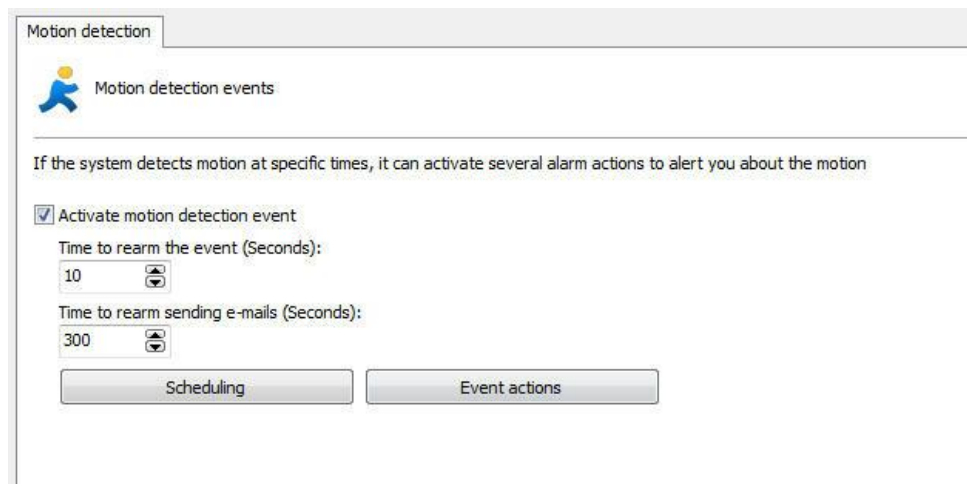 Motion detection
Motion detection events
If the system detects motion at specific times, it can activate several alarm actions to alert you about the motion
Activate motion detection event
Time to rearm the event (Seconds):
10
Time to rearm sending e-mails (Seconds):
300
Scheduling Event actions